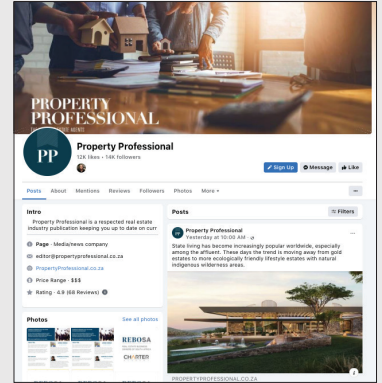 PROPERTY
PROFESSIONAL
AGENTS
PP
Property Professional
12K likes • 14K followers
Sign Up
Message
Like
Posts
About
Mentions
Reviews
Followers
Photos
More
Intro
Property Professional is a respected real estate
industry publication keeping you up to date on curr
Page · Media/news company
editor@propertyprofessional.co.za
PropertyProfessional.co.za
Price Range · $$$
Rating · 4.9 (68 Reviews)
Photos
See all photos
REBOSA
CHARTER
Posts
Filters
PP
Property Professional
Yesterday at 10:00 AM ·
State living has become increasingly popular worldwide, especially
among the affluent. These days the trend is moving away from gold
estates to more ecologically friendly lifestyle estates with natural
indigenous wilderness areas.
PROPERTYPROFESSIONAL.CO.ZA